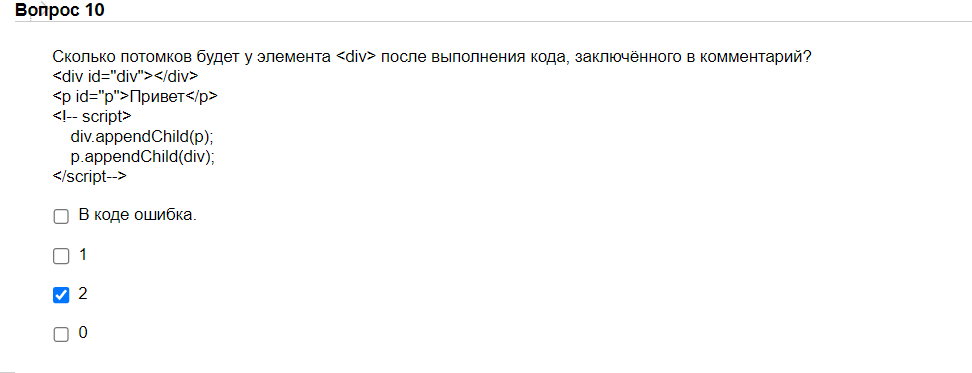 Вопрос 10
Сколько потомков будет у элемента <div> после выполнения кода, заключённого в комментарий?
<div id="div"></div>
<p id="p">Привет</p>
<!-- script>
div.appendChild(p);
p.appendChild(div);
</script-->
В коде ошибка.
1
2
0